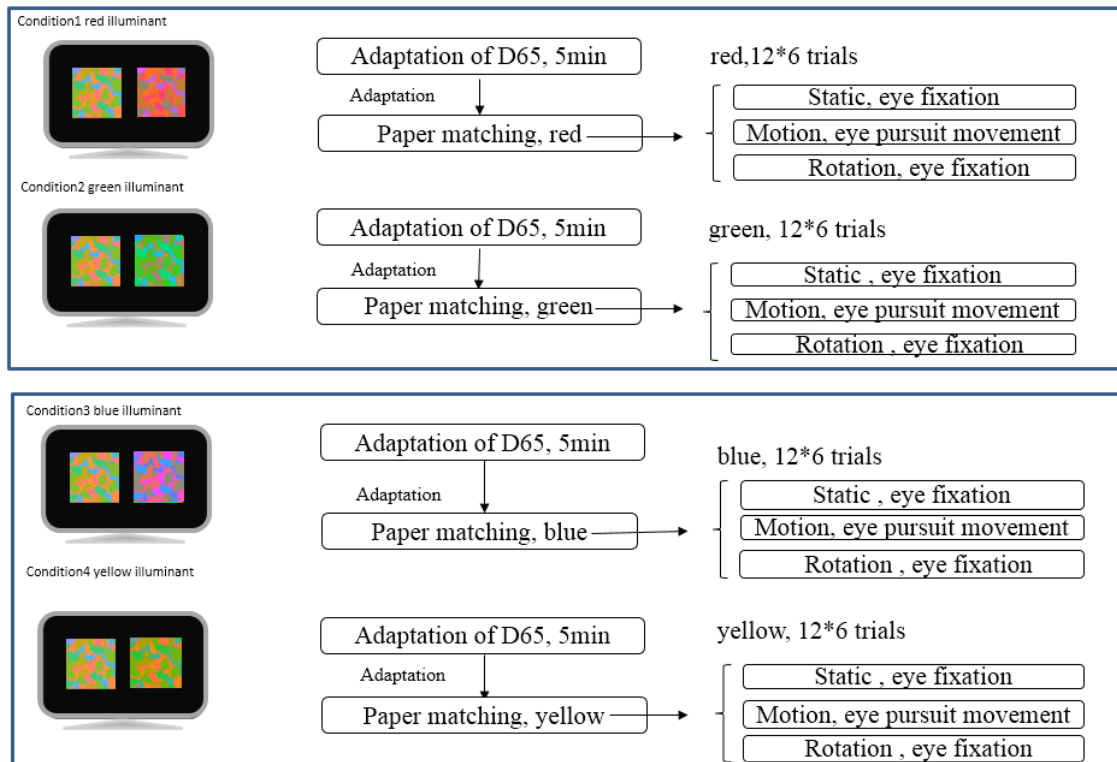 Condition1 red illuminant
Adaptation of D65, 5min
Adaptation
Paper matching, red
red,12*6 trials
Static, eye fixation
Motion, eye pursuit movement
Rotation, eye fixation
Condition2 green illuminant
Adaptation of D65, 5min
Adaptation
Paper matching, green
green, 12*6 trials
Static , eye fixation
Motion, eye pursuit movement
Rotation , eye fixation
Condition3 blue illuminant
Adaptation of D65, 5min
Adaptation
Paper matching, blue
blue, 12*6 trials
Static , eye fixation
Motion, eye pursuit movement
Rotation , eye fixation
Condition4 yellow illuminant
Adaptation of D65, 5min
Adaptation
Paper matching, yellow
yellow, 12*6 trials
Static , eye fixation
Motion, eye pursuit movement
Rotation , eye fixation